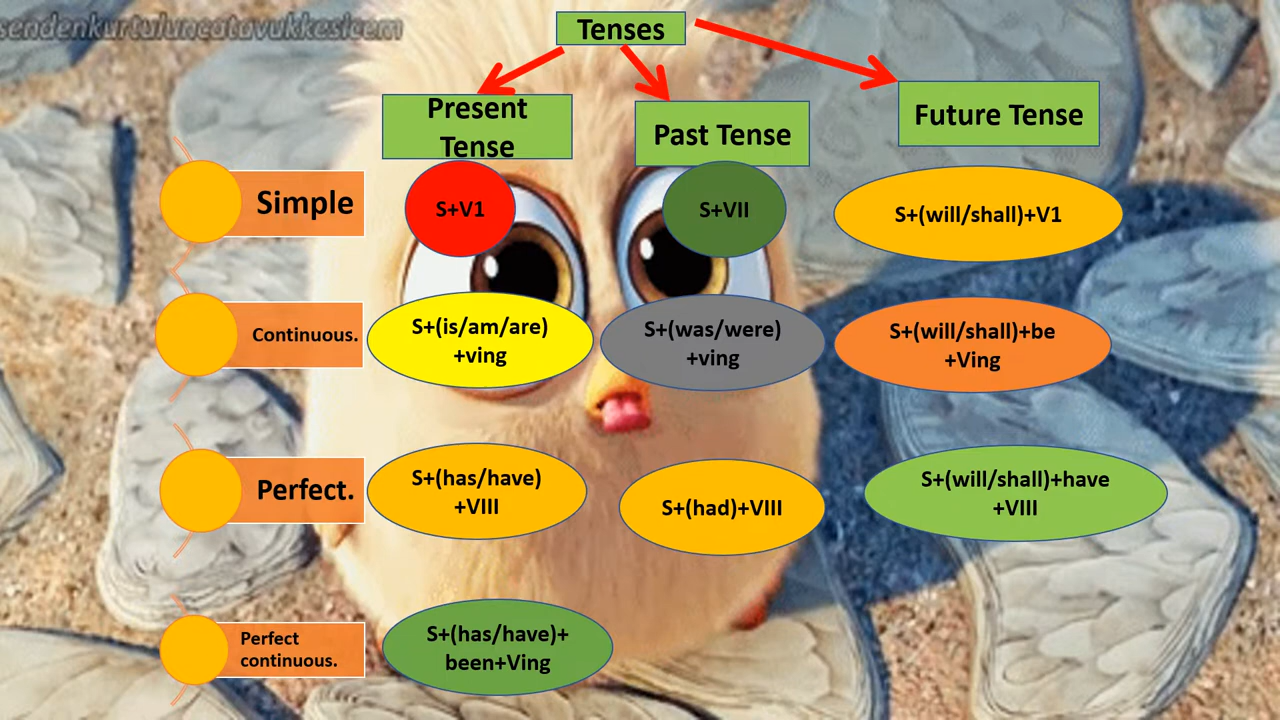 sendenkurtuluncatavukkesicem
Tenses
Present
Tense
Past Tense
Future Tense
Simple
S+V1
S+VII
S+(will/shall)+V1
Continuous.
S+(is/am/are)
+ving
S+(was/were)
+ving
S+(will/shall)+be
+Ving
Perfect.
S+(has/have)
+VIII
S+(had)+VIII
S+(will/shall)+have
+VIII
Perfect
continuous.
S+(has/have)+
been+Ving